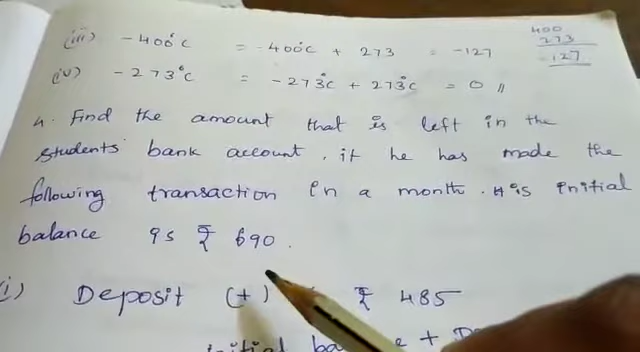 (iii) -400°C = -400°C + 273 = -127
400
273
-127
(iv) -273°C = -273°C + 273°C = 0 //
4. Find the amount that is left in the
students' bank account, if he has made the
following transaction in a month. His initial
balance is ₹ 690.
(i) Deposit (+) ₹ 485
initial ba e +